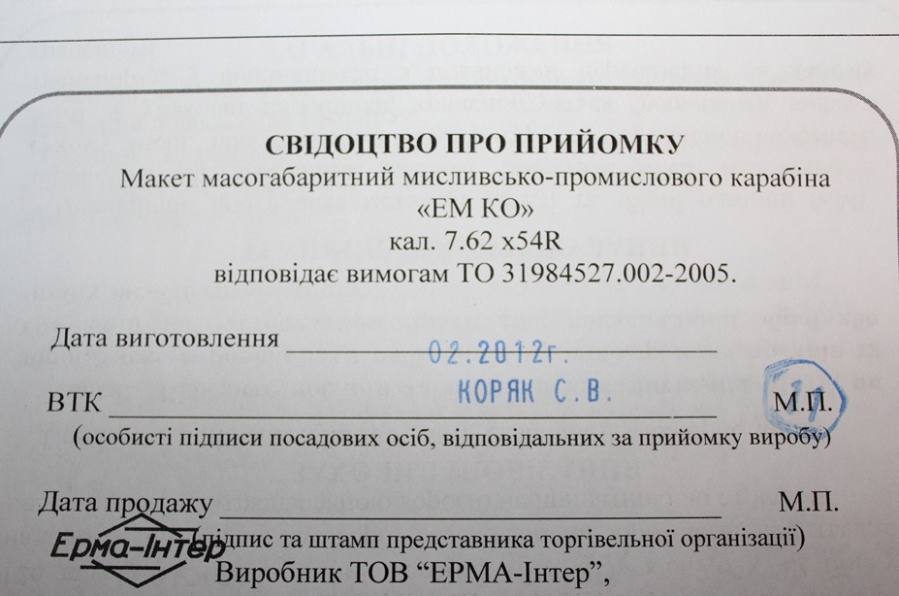 СВІДОЦТВО ПРО ПРИЙОМКУ
Макет масогабаритний мисливсько-промислового карабіна
«ЕМ КО»
кал. 7.62 х54R
відповідає вимогам ТО 31984527.002-2005.
Дата виготовлення 02.2012г.
КОРЯК С.В.
ВТК М.П. 11
(особисті підписи посадових осіб, відповідальних за прийомку виробу)
Дата продажу М.П.
Ерма-Інтер
(підпис та штамп представника торгівельної організації)
Виробник ТОВ “ЕРМА-Інтер”,